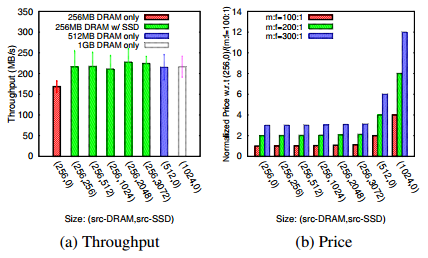 256MB DRAM only
256MB DRAM w/ SSD
512MB DRAM only
1GB DRAM only
Throughput (MB/s)
350
300
250
200
150
100
50
0
(256,0)
(256,256)
(256,512)
(256,1024)
(256,2048)
(256,3072)
(512,0)
(1024,0)
Size: (src-DRAM,src-SSD)
(a) Throughput
m:f=100:1
m:f=200:1
m:f=300:1
Normalized Price w.r.t (256,0)/(m:f=100:1)
14
12
10
8
6
4
2
0
(256,0)
(256,256)
(256,512)
(256,1024)
(256,2048)
(256,3072)
(512,0)
(1024,0)
Size: (src-DRAM,src-SSD)
(b) Price